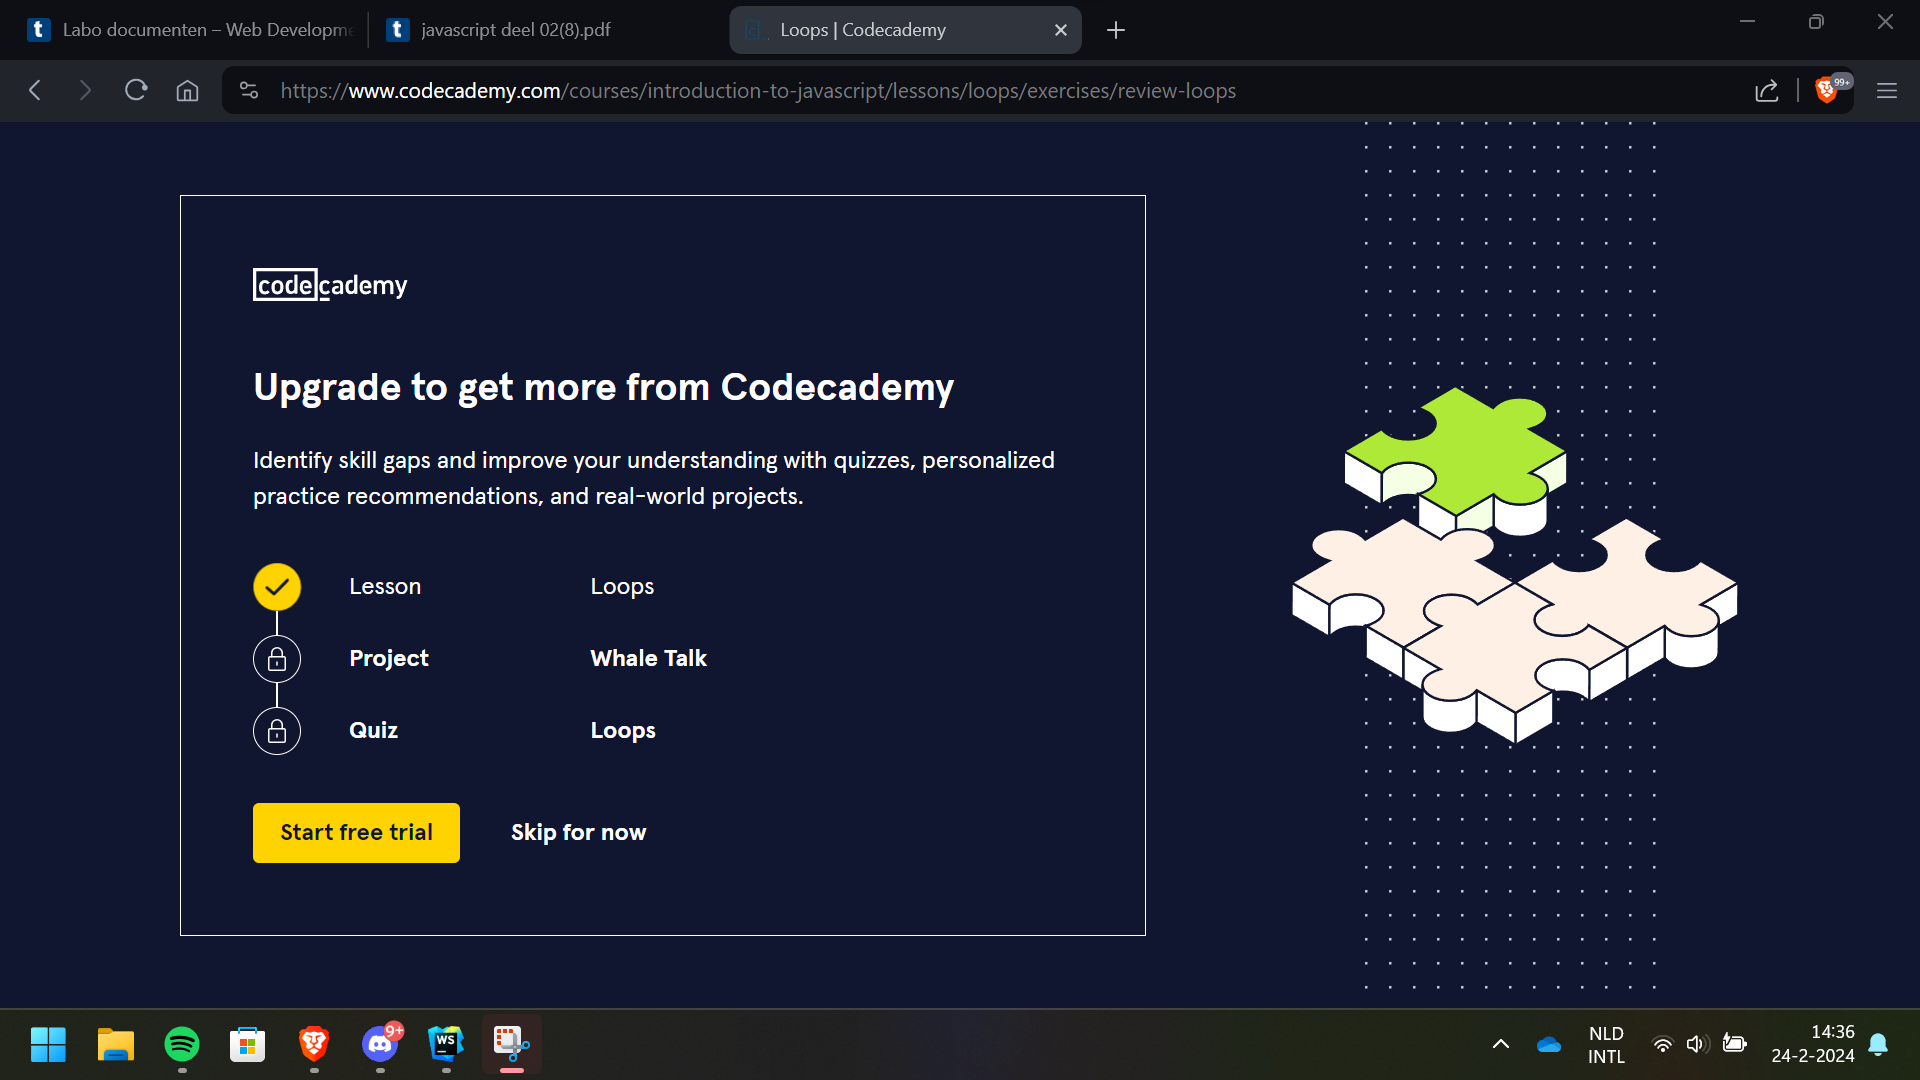 Labo documenten – Web Developme
javascript deel 02(8).pdf
Loops | Codecademy
https://www.codecademy.com/courses/introduction-to-javascript/lessons/loops/exercises/review-loops
99+
codecademy
Upgrade to get more from Codecademy
Identify skill gaps and improve your understanding with quizzes, personalized
practice recommendations, and real-world projects.
Lesson Loops
Project Whale Talk
Quiz Loops
Start free trial Skip for now
9+
WS
NLD
INTL
14:36
24-2-2024